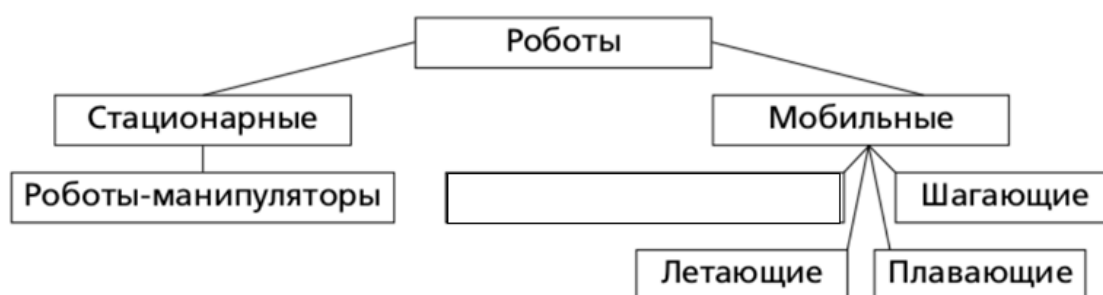 Роботы
Стационарные
Мобильные
Роботы-манипуляторы
Шагающие
Летающие
Плавающие